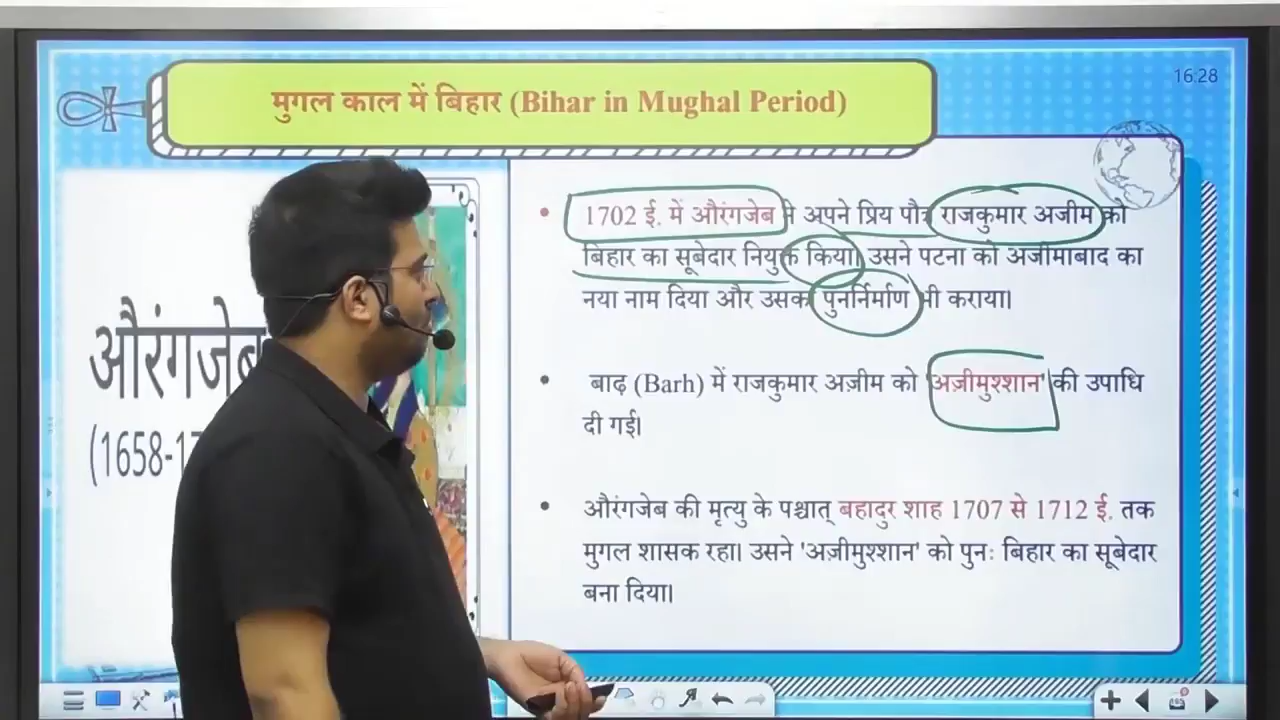 16:28
मुगल काल में बिहार (Bihar in Mughal Period)
औरंगजेब
(1658-1
• 1702 ई. में औरंगजेब ने अपने प्रिय पौत्र राजकुमार अजीम को
बिहार का सूबेदार नियुक्त किया। उसने पटना को अजीमाबाद का
नया नाम दिया और उसका पुनर्निर्माण भी कराया।
• बाढ़ (Barh) में राजकुमार अज़ीम को 'अज़ीमुश्शान' की उपाधि
दी गई।
• औरंगजेब की मृत्यु के पश्चात् बहादुर शाह 1707 से 1712 ई. तक
मुगल शासक रहा। उसने 'अज़ीमुश्शान' को पुनः बिहार का सूबेदार
बना दिया।